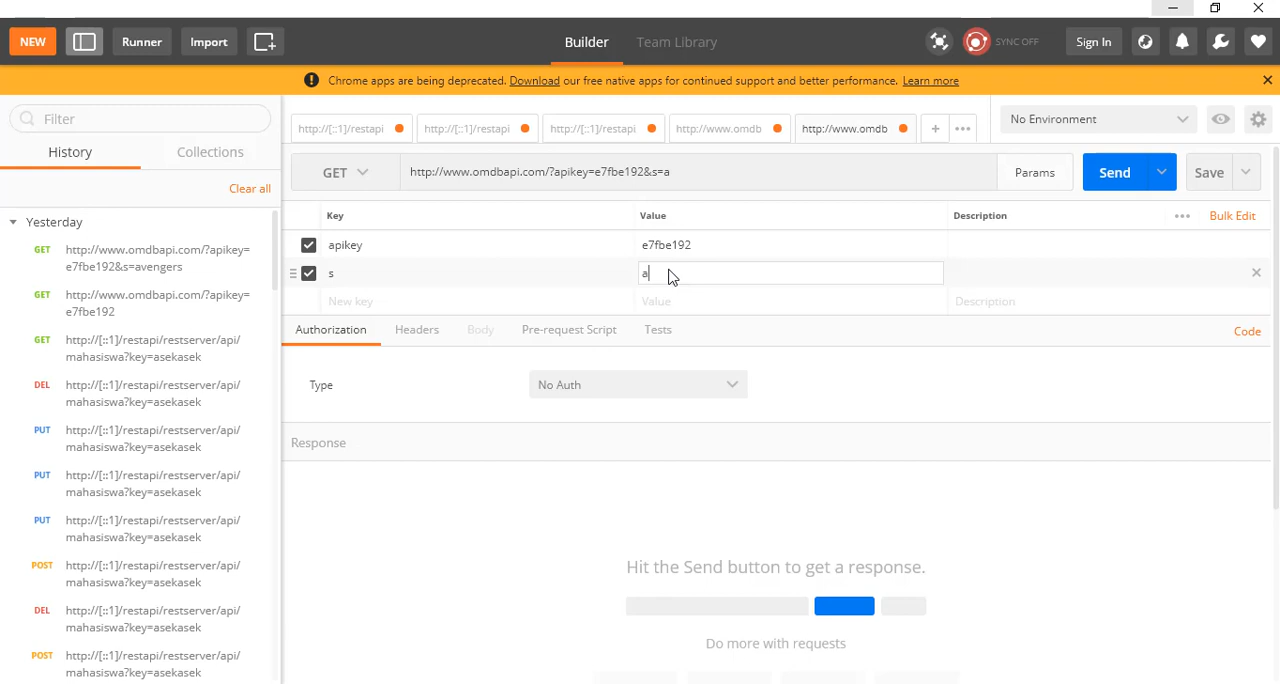 NEW Runner Import Builder Team Library SYNC OFF Sign In
Chrome apps are being deprecated. Download our free native apps for continued support and better performance. Learn more
Filter
History Collections
Clear all
Yesterday
GET http://www.omdbapi.com/?apikey=
e7fbe192&s=avengers
GET http://www.omdbapi.com/?apikey=
e7fbe192
GET http://[::1]/restapi/restserver/api/
mahasiswa?key=asekasek
DEL http://[::1]/restapi/restserver/api/
mahasiswa?key=asekasek
PUT http://[::1]/restapi/restserver/api/
mahasiswa?key=asekasek
PUT http://[::1]/restapi/restserver/api/
mahasiswa?key=asekasek
PUT http://[::1]/restapi/restserver/api/
mahasiswa?key=asekasek
POST http://[::1]/restapi/restserver/api/
mahasiswa?key=asekasek
DEL http://[::1]/restapi/restserver/api/
mahasiswa?key=asekasek
POST http://[::1]/restapi/restserver/api/
mahasiswa?key=asekasek
http://[::1]/restapi http://[::1]/restapi http://[::1]/restapi. http://www.omdb http://www.omdb + ••• No Environment
GET http://www.omdbapi.com/?apikey=e7fbe192&s=a Params Send Save
Key Value Description ••• Bulk Edit
apikey e7fbe192
s a
New key Value Description
Authorization Headers Body Pre-request Script Tests Code
Type No Auth
Response
Hit the Send button to get a response.
Do more with requests